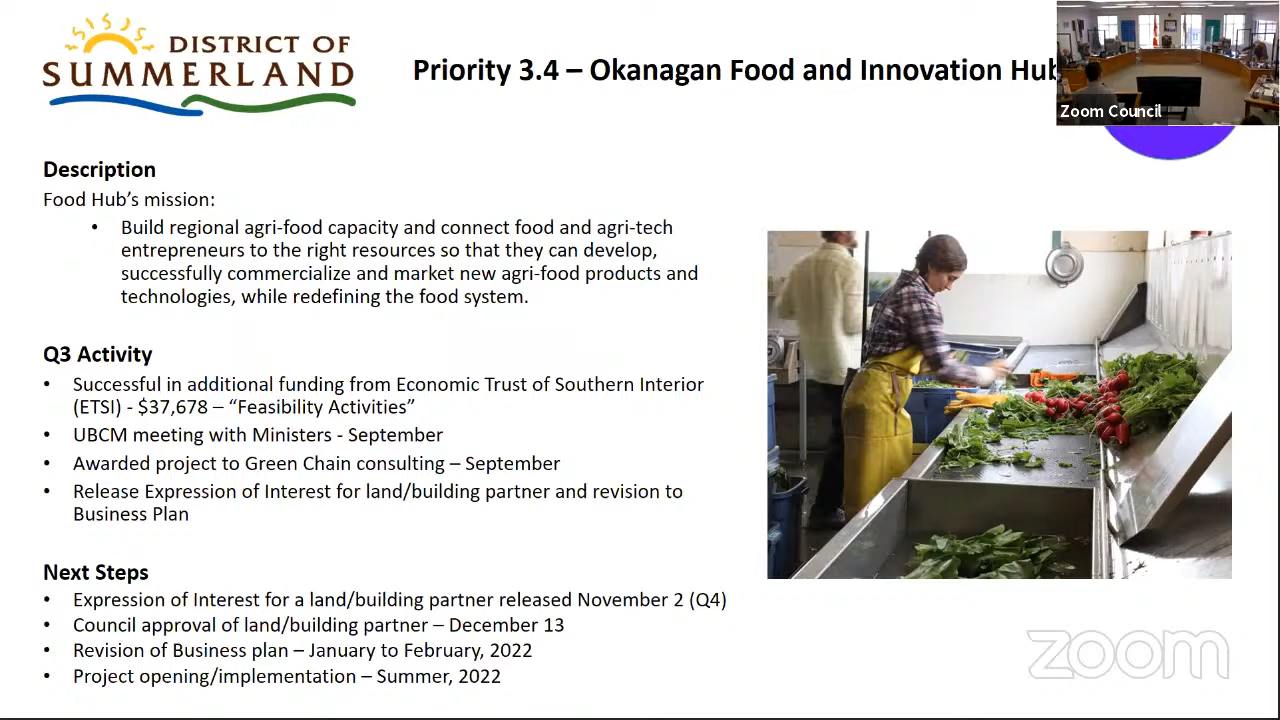 DISTRICT OF
SUMMERLAND
Priority 3.4 – Okanagan Food and Innovation Hub
Zoom Council
Description
Food Hub's mission:
• Build regional agri-food capacity and connect food and agri-tech
entrepreneurs to the right resources so that they can develop,
successfully commercialize and market new agri-food products and
technologies, while redefining the food system.
Q3 Activity
• Successful in additional funding from Economic Trust of Southern Interior
(ETSI) - $37,678 – “Feasibility Activities”
• UBCM meeting with Ministers - September
• Awarded project to Green Chain consulting – September
• Release Expression of Interest for land/building partner and revision to
Business Plan
Next Steps
• Expression of Interest for a land/building partner released November 2 (Q4)
• Council approval of land/building partner – December 13
• Revision of Business plan – January to February, 2022
• Project opening/implementation – Summer, 2022
zoom